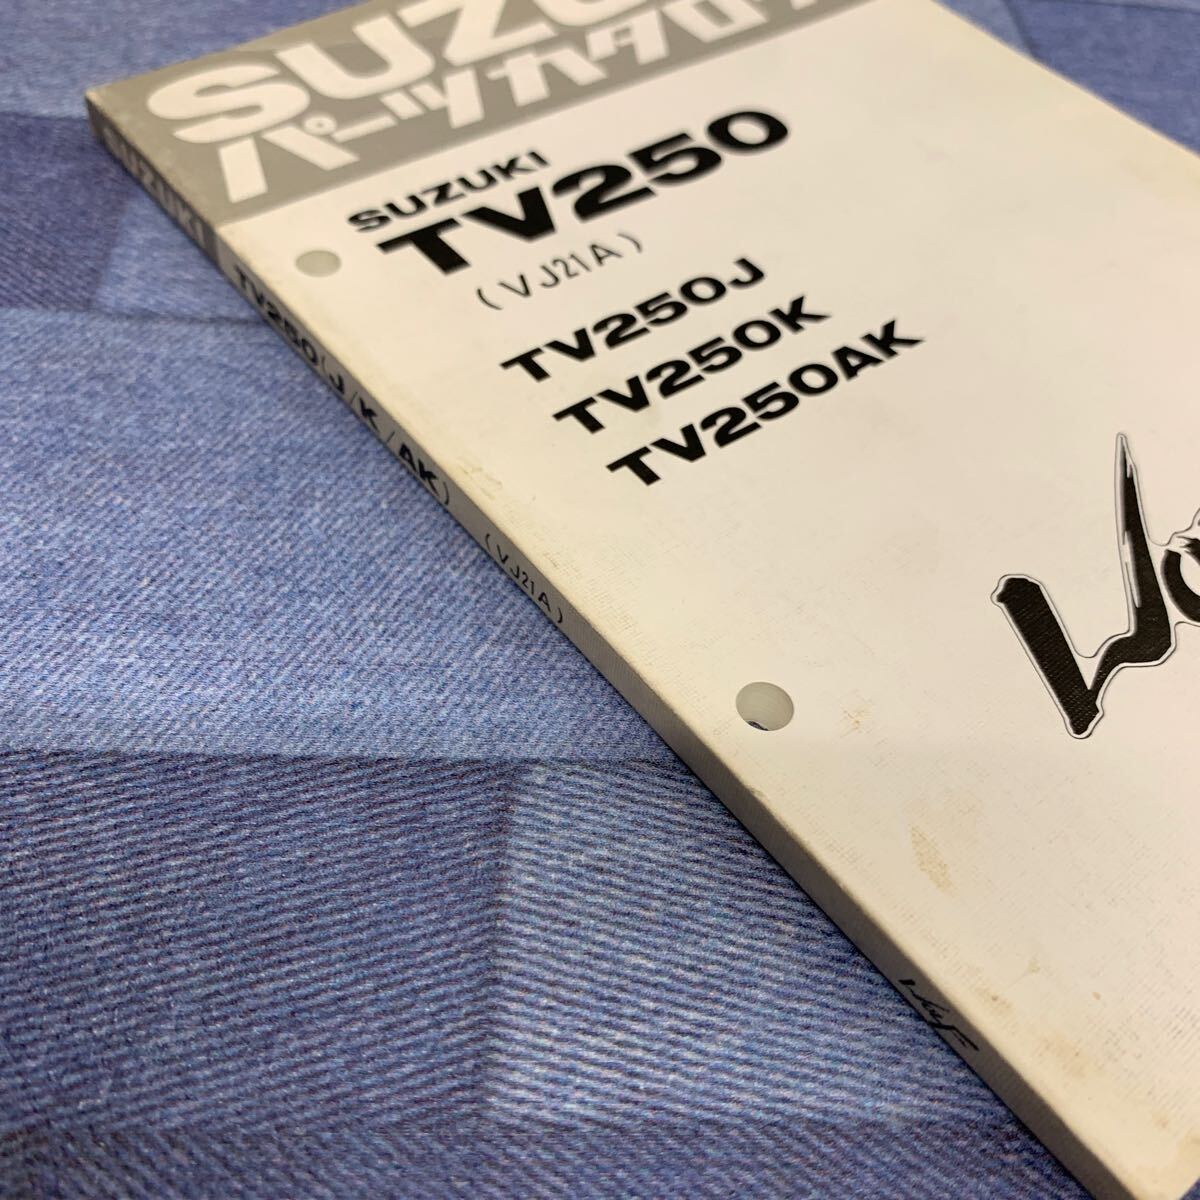 SUZU
パーツカタログ
SUZUKI
TV250
(VJ21A)
TV250J
TV250K
TV250AK
SUZUKI
TV250(J/K/AK)
(VJ21A)